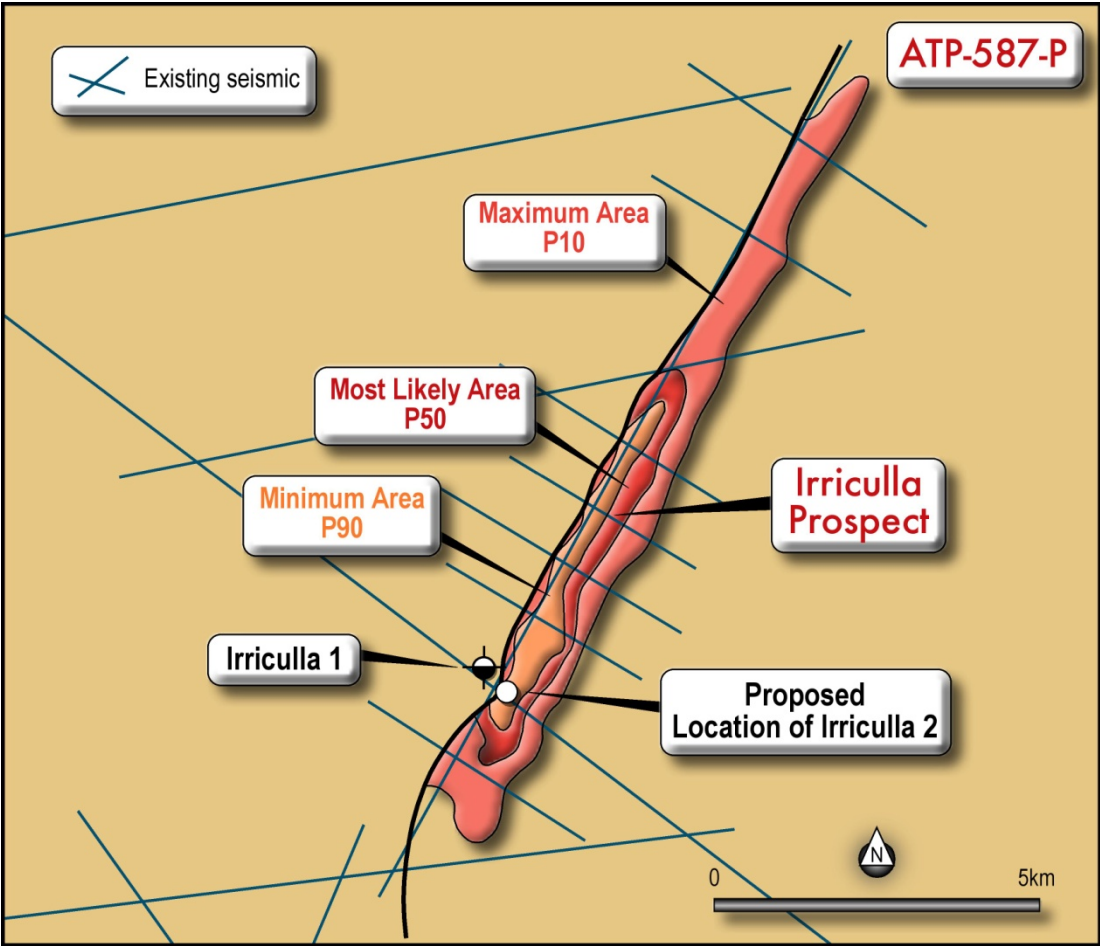 ATP-587-P
Existing seismic
Maximum Area
P10
Most Likely Area
P50
Irriculla
Prospect
Minimum Area
P90
Irriculla 1
Proposed
Location of Irriculla 2
N
0
5km